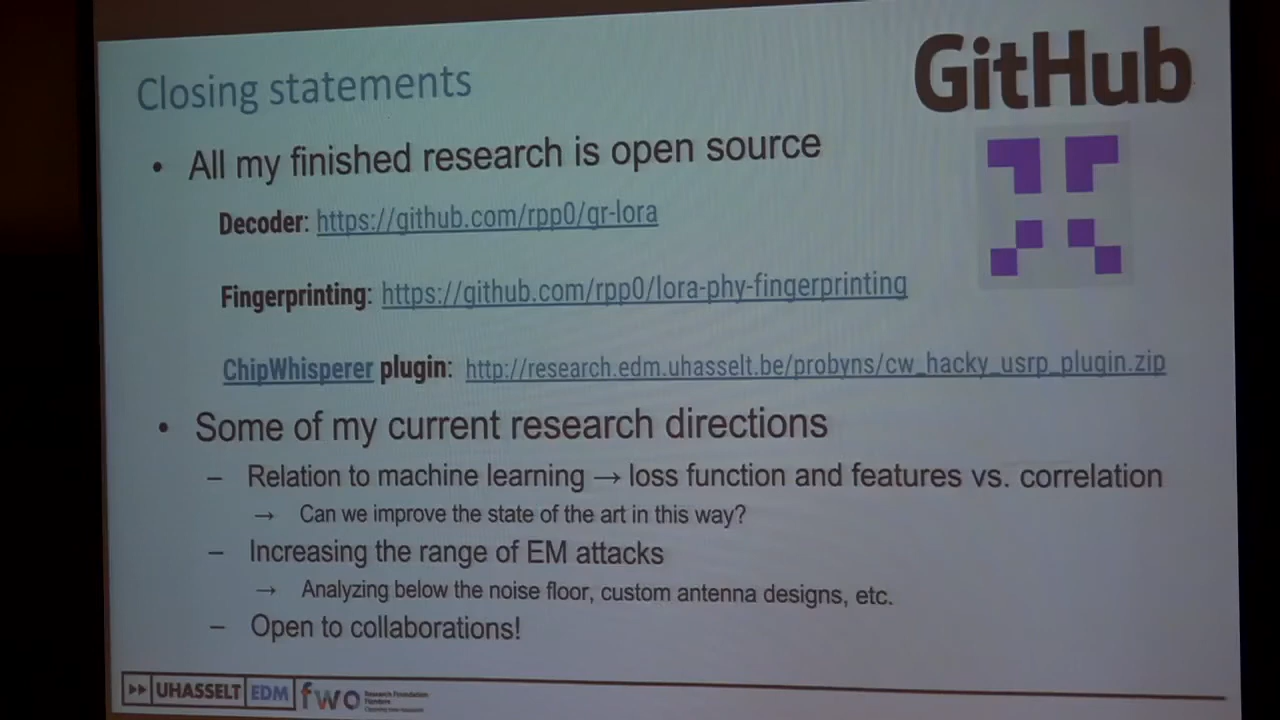 Closing statements
GitHub
• All my finished research is open source
Decoder: https://github.com/rpp0/gr-lora
Fingerprinting: https://github.com/rpp0/lora-phy-fingerprinting
ChipWhisperer plugin: http://research.edm.uhasselt.be/probyns/cw_hacky_usrp_plugin.zip
• Some of my current research directions
– Relation to machine learning → loss function and features vs. correlation
→ Can we improve the state of the art in this way?
– Increasing the range of EM attacks
→ Analyzing below the noise floor, custom antenna designs, etc.
– Open to collaborations!
UHASSELT EDM fwo
Research Foundation
Flanders